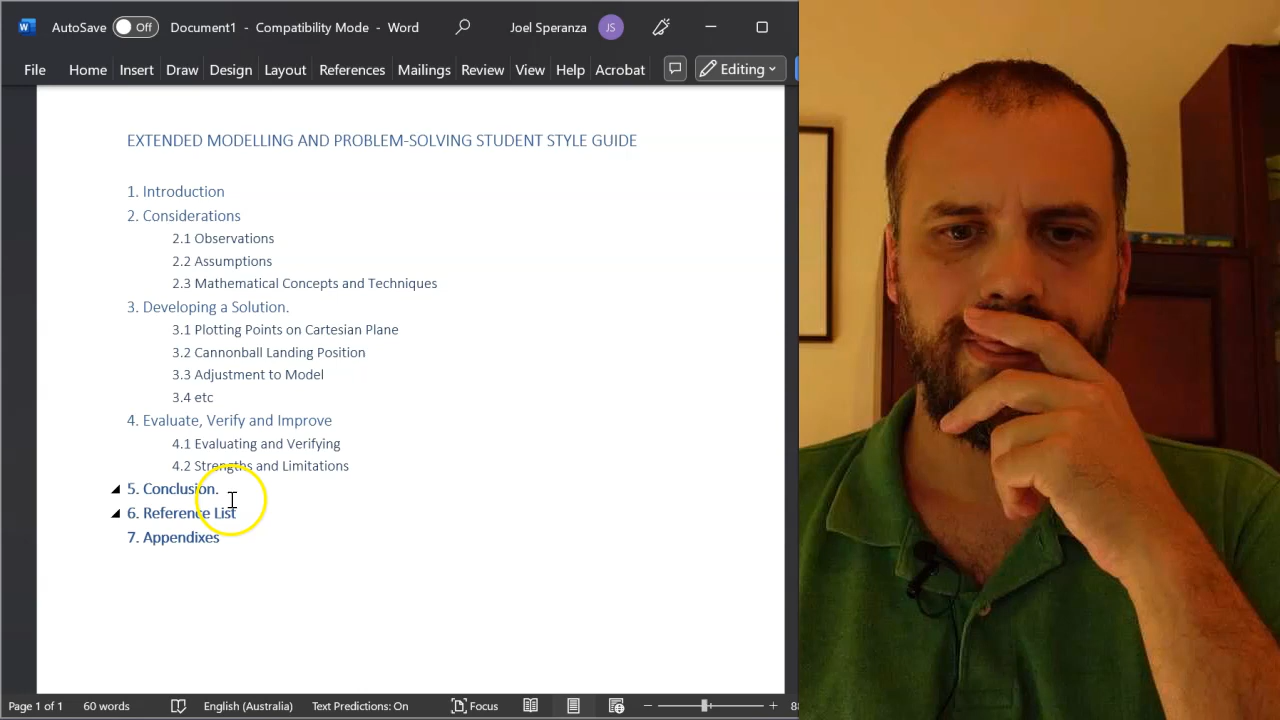 AutoSave Off Document1 - Compatibility Mode - Word Joel Speranza JS
File Home Insert Draw Design Layout References Mailings Review View Help Acrobat Editing
EXTENDED MODELLING AND PROBLEM-SOLVING STUDENT STYLE GUIDE
1. Introduction
2. Considerations
2.1 Observations
2.2 Assumptions
2.3 Mathematical Concepts and Techniques
3. Developing a Solution.
3.1 Plotting Points on Cartesian Plane
3.2 Cannonball Landing Position
3.3 Adjustment to Model
3.4 etc
4. Evaluate, Verify and Improve
4.1 Evaluating and Verifying
4.2 Strengths and Limitations
5. Conclusion.
6. Reference List
7. Appendixes
Page 1 of 1 60 words English (Australia) Text Predictions: On Focus